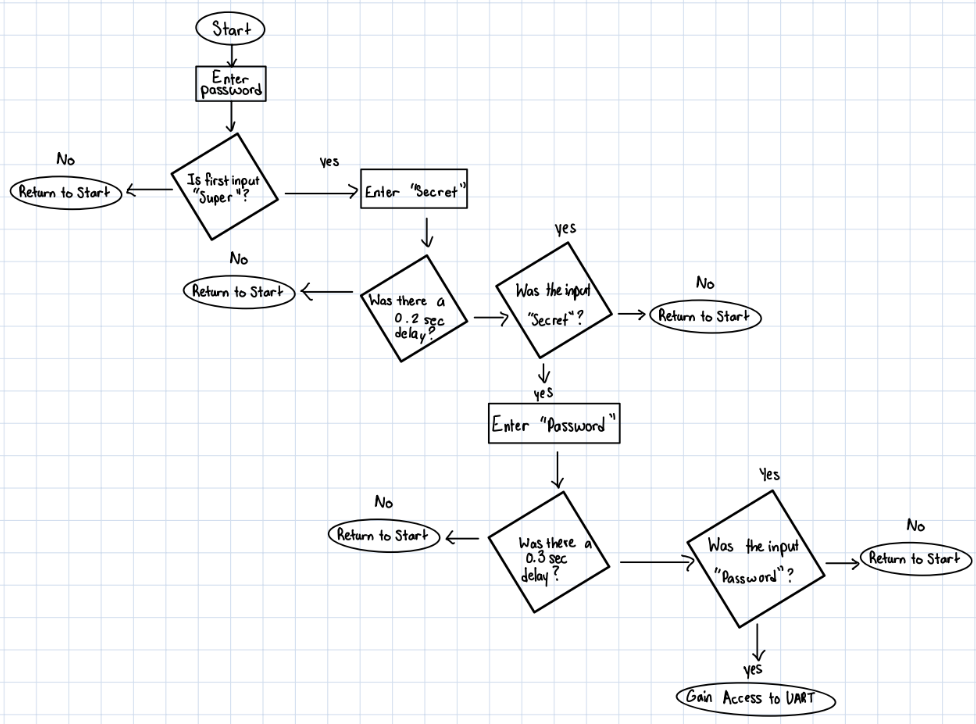 Start
Enter
password
Is first input
"Super"?
No
Return to Start
yes
Enter "Secret"
Was there a
0.2 sec
delay?
No
Return to Start
yes
Was the input
"Secret"?
No
Return to Start
yes
Enter "Password"
Was there a
0.3 sec
delay?
No
Return to Start
Yes
Was the input
"Password"?
No
Return to Start
yes
Gain Access to UART